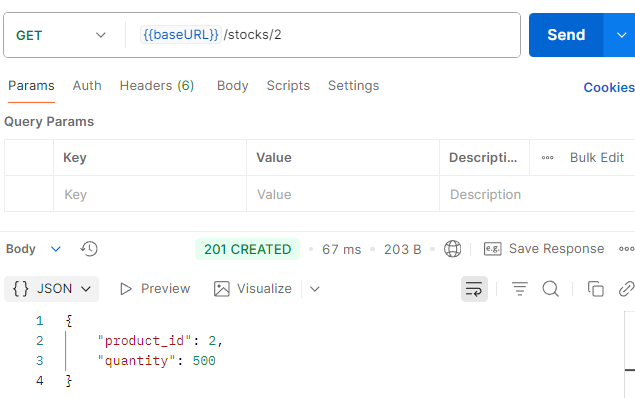 GET {{baseURL}}/stocks/2 Send
Params Auth Headers (6) Body Scripts Settings Cookies
Query Params
Key Value Descripti... Bulk Edit
Key Value Description
Body 201 CREATED • 67 ms • 203 B • e.g. Save Response
{ } JSON Preview Visualize
1 {
2 "product_id": 2,
3 "quantity": 500
4 }